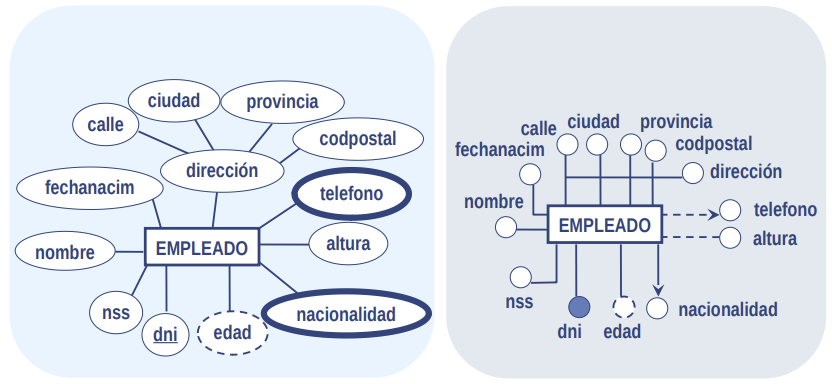 ciudad
provincia
calle
codpostal
dirección
fechanacim
telefono
nombre
EMPLEADO
altura
nss
dni
edad
nacionalidad
calle
ciudad
provincia
fechanacim
codpostal
dirección
nombre
EMPLEADO
telefono
altura
nss
dni
edad
nacionalidad